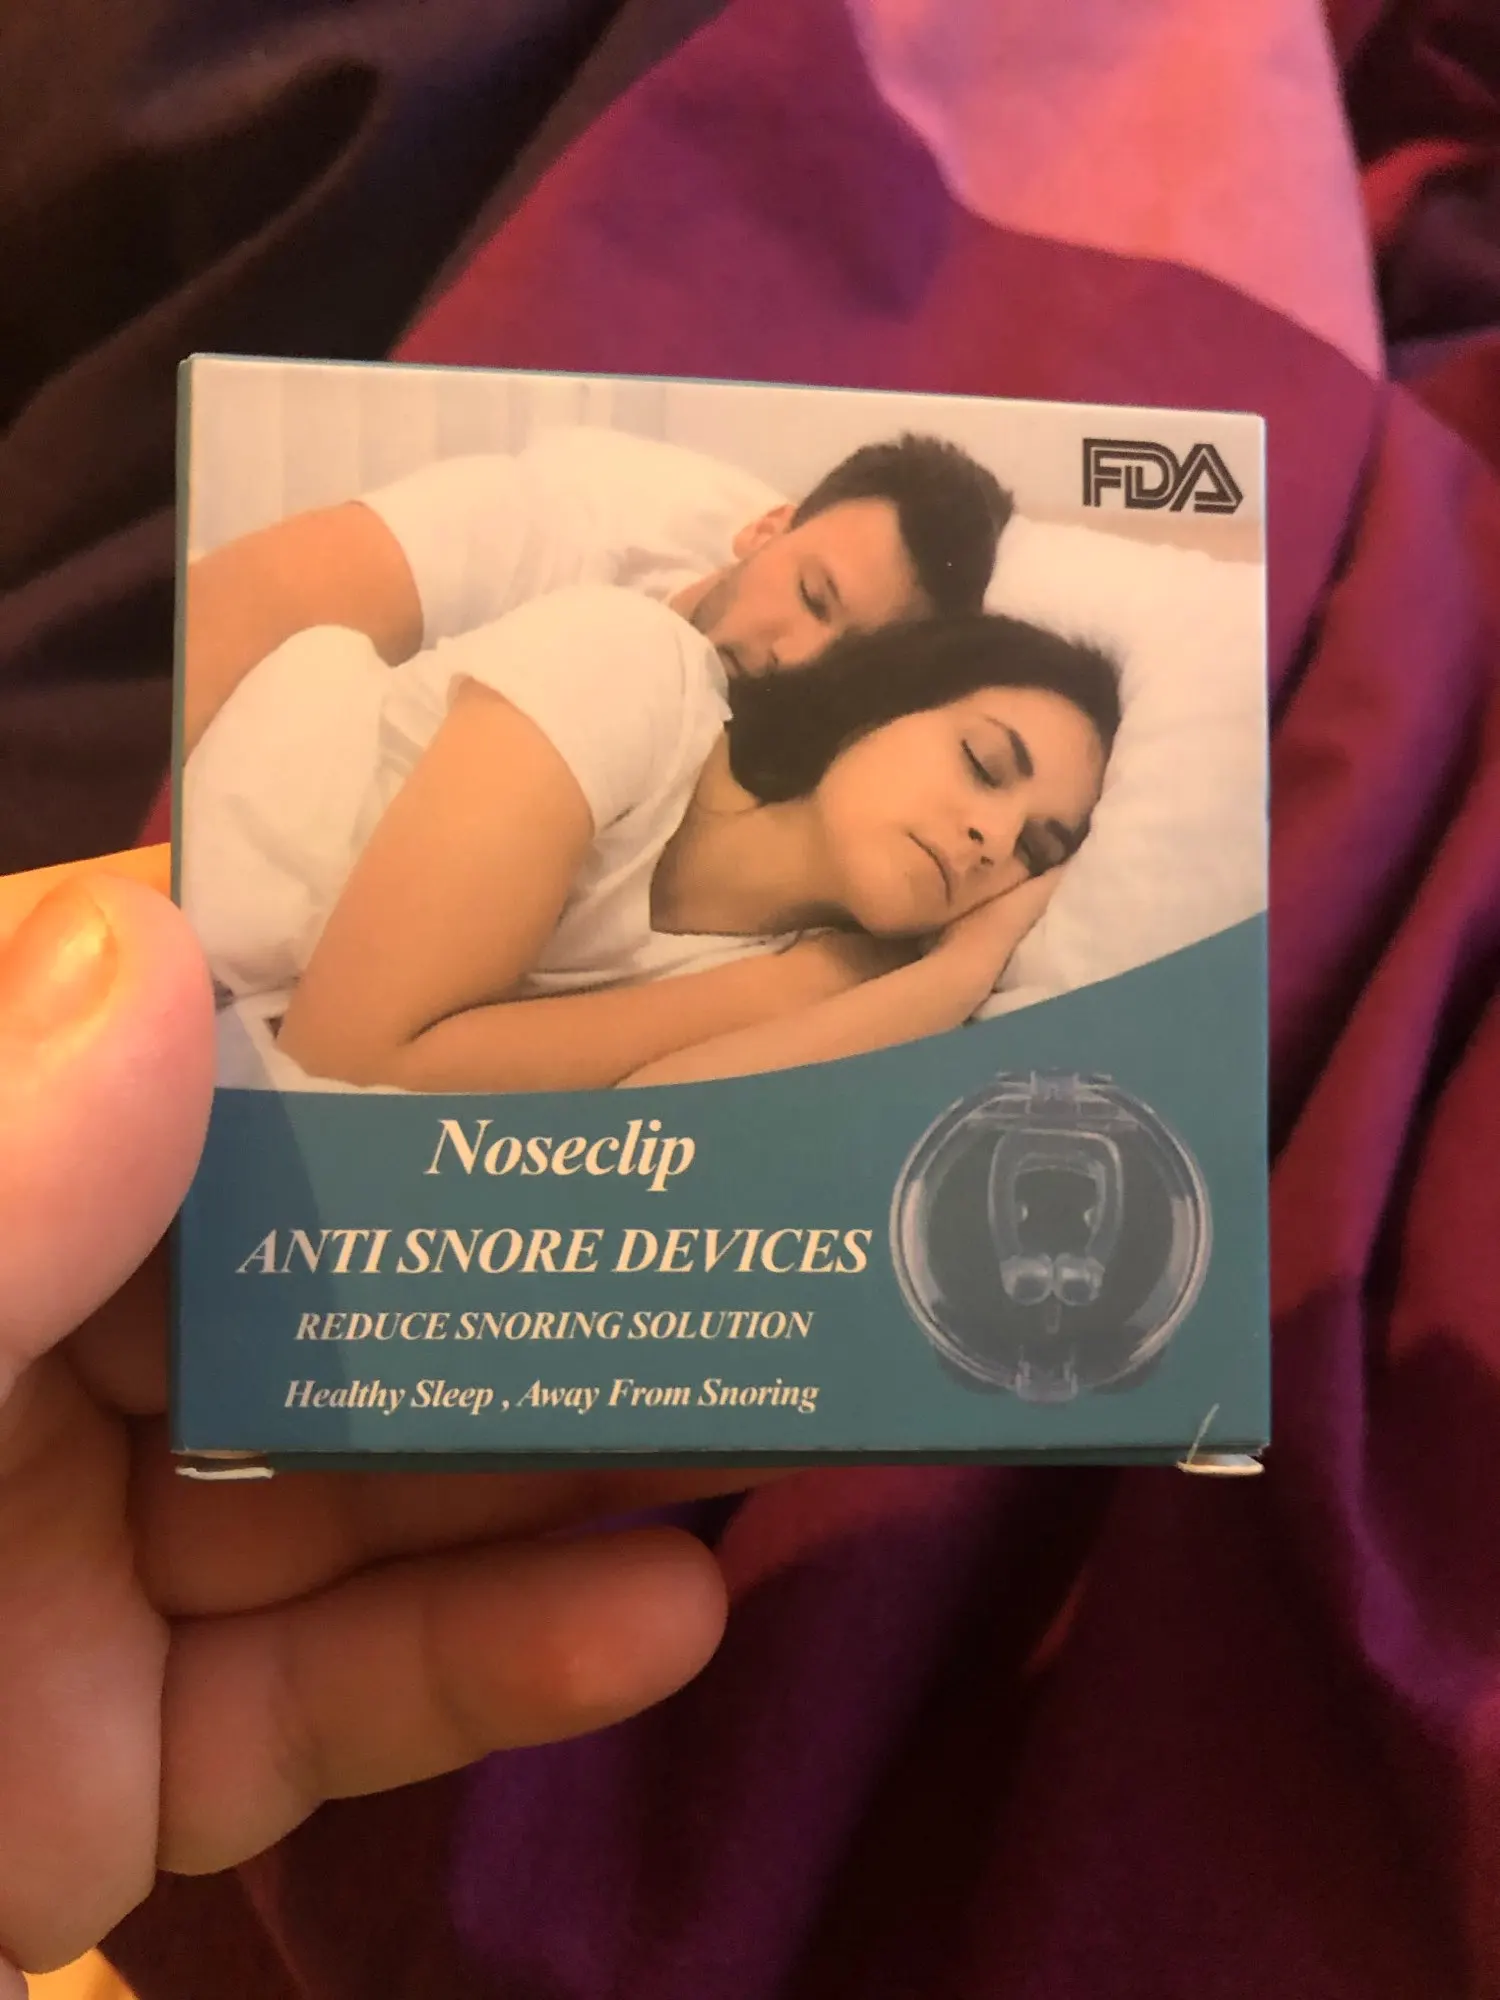 FDA
Noseclip
ANTI SNORE DEVICES
REDUCE SNORING SOLUTION
Healthy Sleep , Away From Snoring